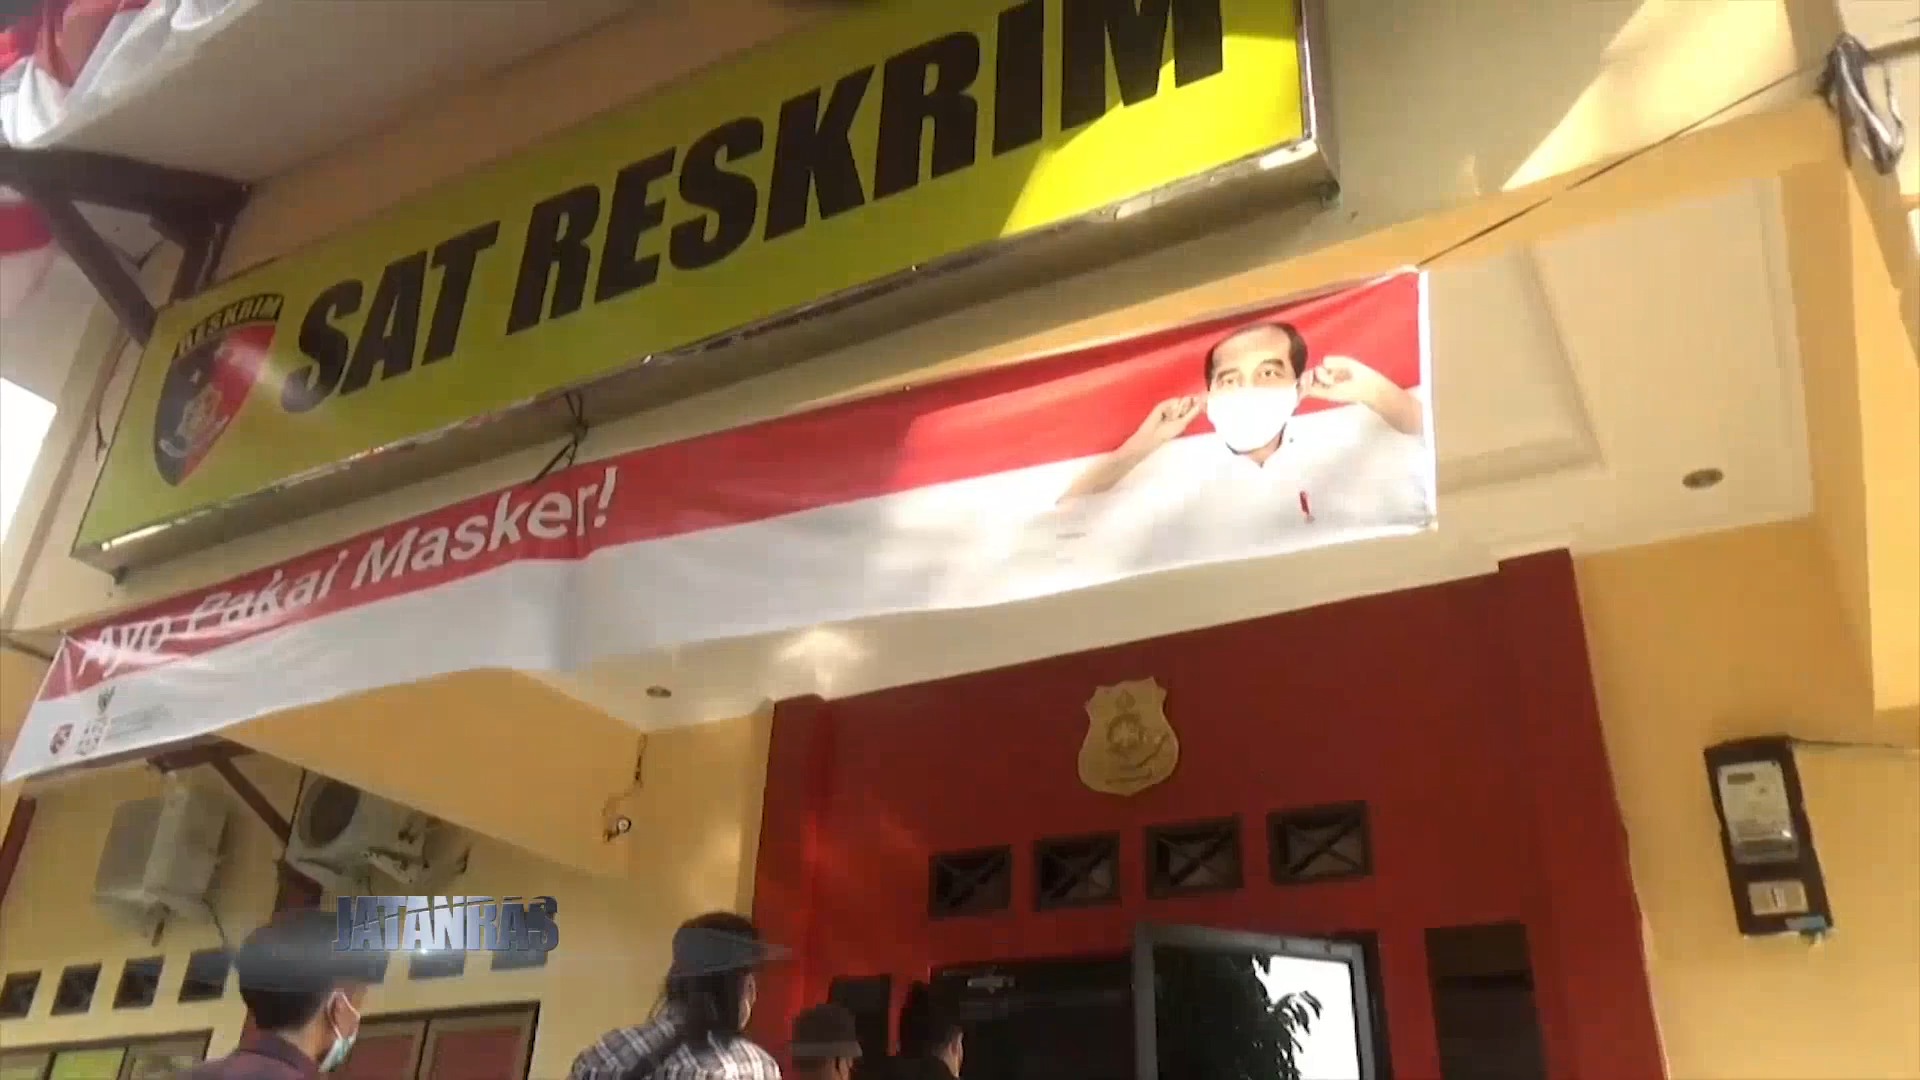 SAT RESKRIM
RESKRIM
Ayo Pakai Masker!
JATANRAS